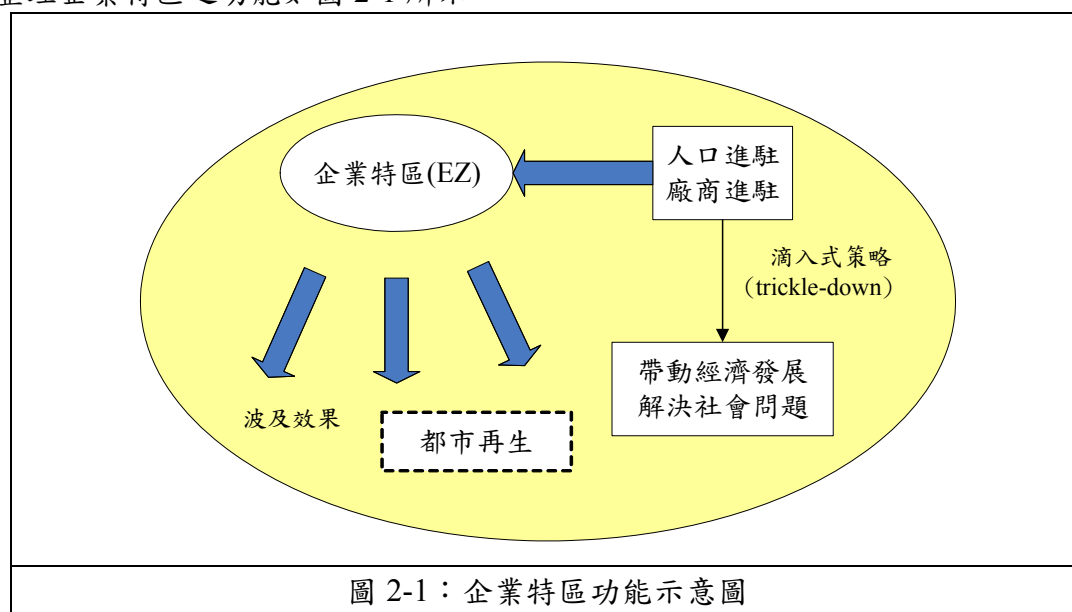 企業特區(EZ)
人口進駐
廠商進駐
滴入式策略
（trickle-down）
帶動經濟發展
解決社會問題
波及效果
都市再生
圖 2-1：企業特區功能示意圖